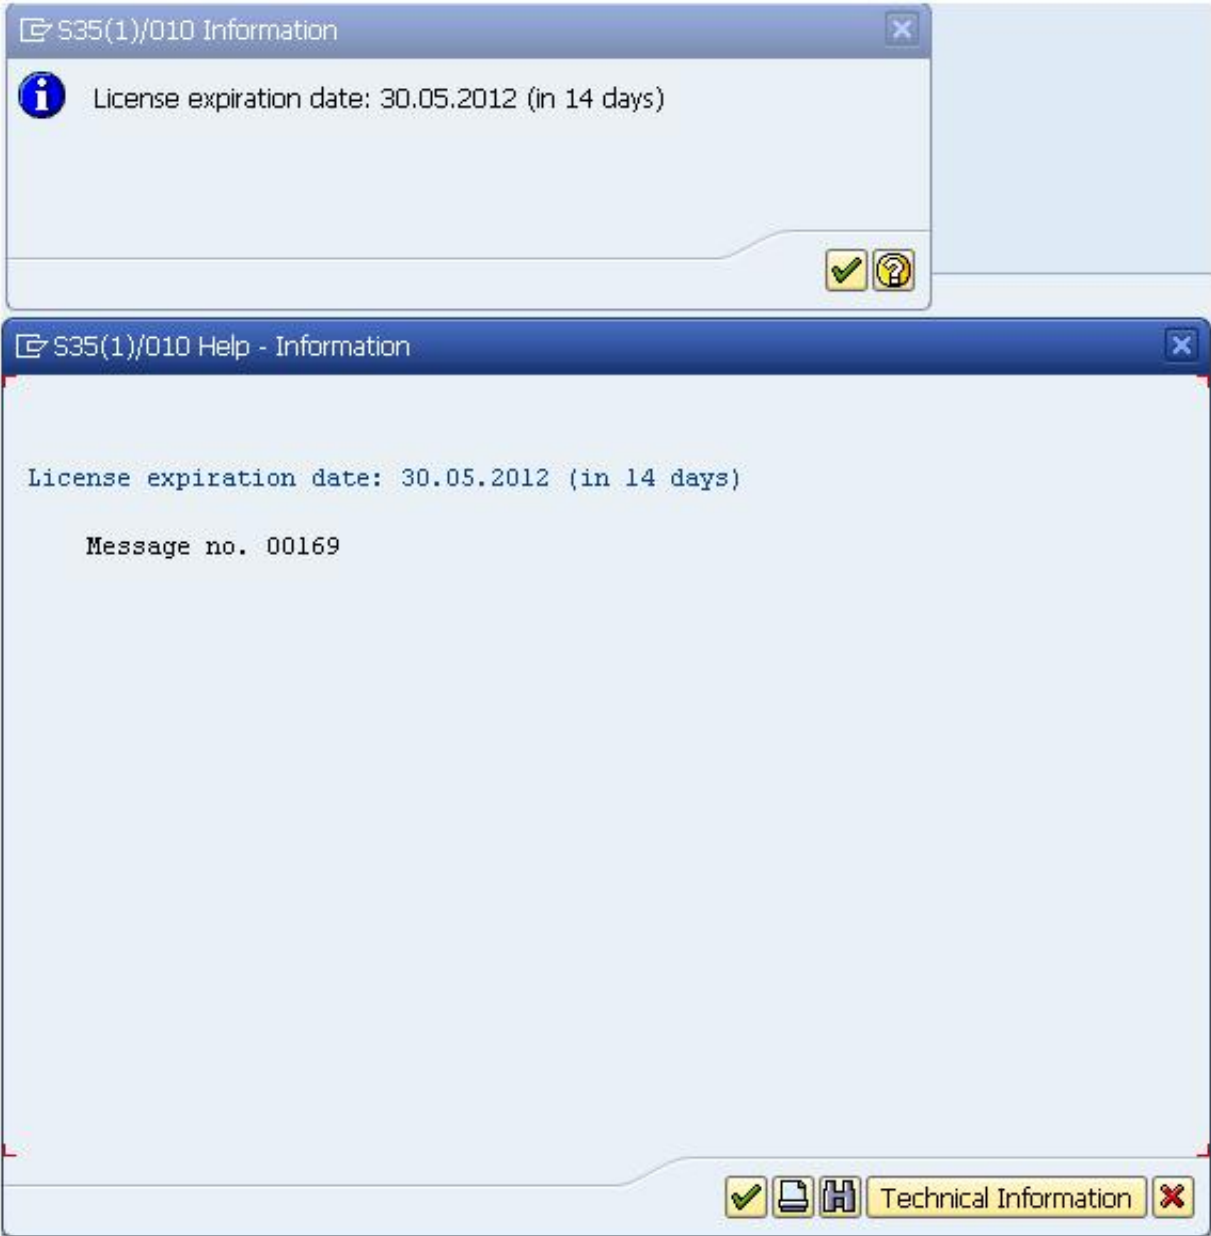 S35(1)/010 Information
License expiration date: 30.05.2012 (in 14 days)
S35(1)/010 Help - Information
License expiration date: 30.05.2012 (in 14 days)
Message no. 00169
Technical Information